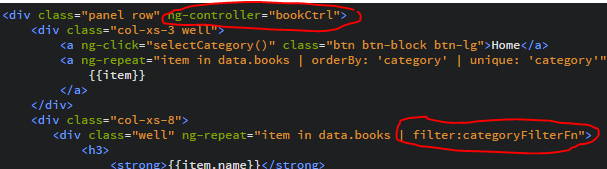 <div class="panel row" ng-controller="bookCtrl">
<div class="col-xs-3 well">
<a ng-click="selectCategory()" class="btn btn-block btn-lg">Home</a>
<a ng-repeat="item in data.books | orderBy: 'category' | unique: 'category'"
{{item}}
</a>
</div>
<div class="col-xs-8">
<div class="well" ng-repeat="item in data.books | filter:categoryFilterFn">
<h3>
<strong>{{item.name}}</strong>